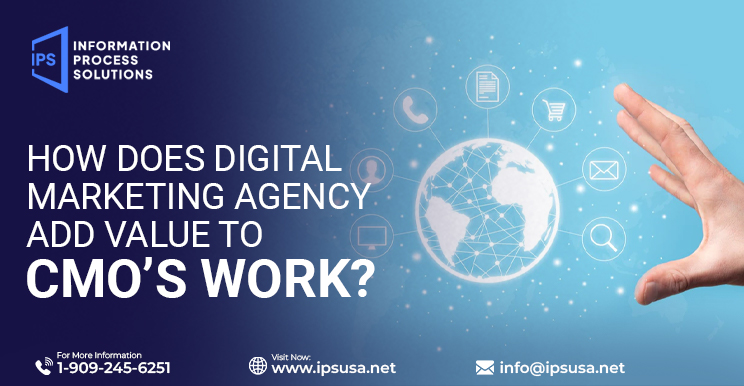 IPS
INFORMATION
PROCESS
SOLUTIONS
HOW DOES DIGITAL
MARKETING AGENCY
ADD VALUE TO
CMO'S WORK?
For More Information
1-909-245-6251
Visit Now:
www.ipsusa.net
info@ipsusa.net